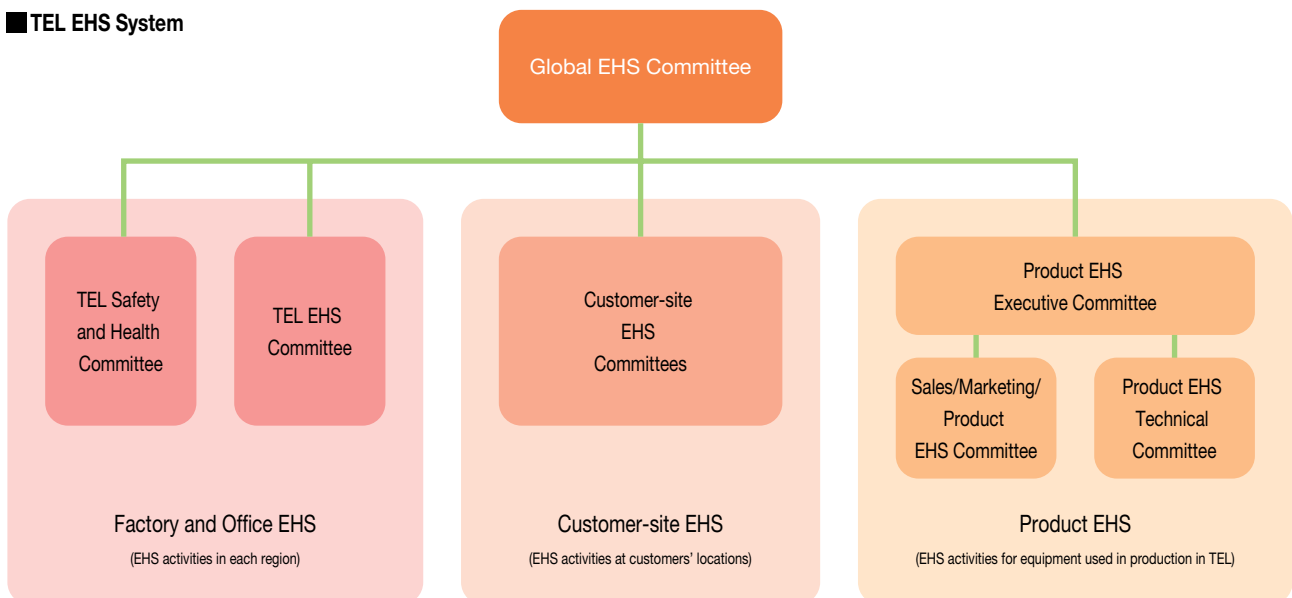 TEL EHS System
Global EHS Committee
TEL Safety
and Health
Committee
TEL EHS
Committee
Customer-site
EHS
Committees
Product EHS
Executive Committee
Sales/Marketing/
Product
EHS Committee
Product EHS
Technical
Committee
Factory and Office EHS
(EHS activities in each region)
Customer-site EHS
(EHS activities at customers’ locations)
Product EHS
(EHS activities for equipment used in production in TEL)